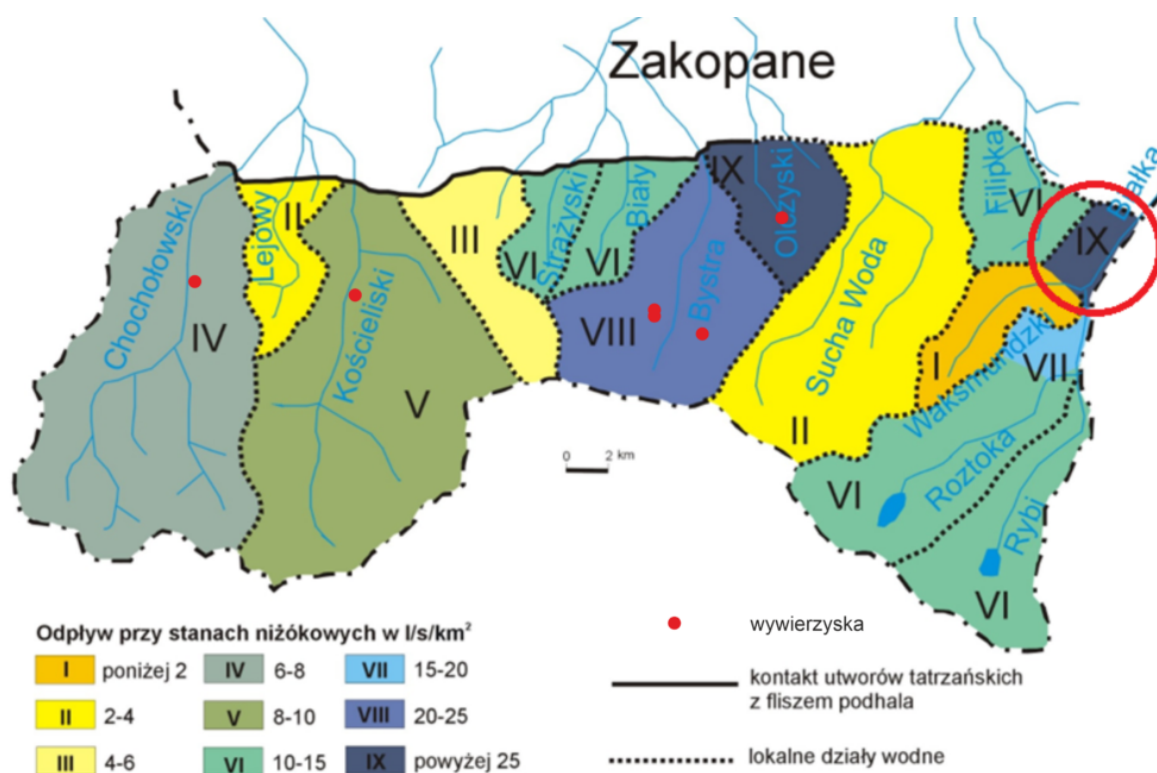 Zakopane
Chochołowski
IV
Lejowy
II
Kościeliski
V
III
VI
Strążyski
VI
Biały
VIII
Bystra
IX
Olczyski
Sucha Woda
II
Filipka
VI
IX
Białka
I
Waksmundzki
VII
VI
Roztoka
Rybi
VI
0 2 km
Odpływ przy stanach niżókowych w l/s/km²
I poniżej 2
II 2-4
III 4-6
IV 6-8
V 8-10
VI 10-15
VII 15-20
VIII 20-25
IX powyżej 25
wywierzyska
kontakt utworów tatrzańskich
z fliszem podhala
lokalne działy wodne